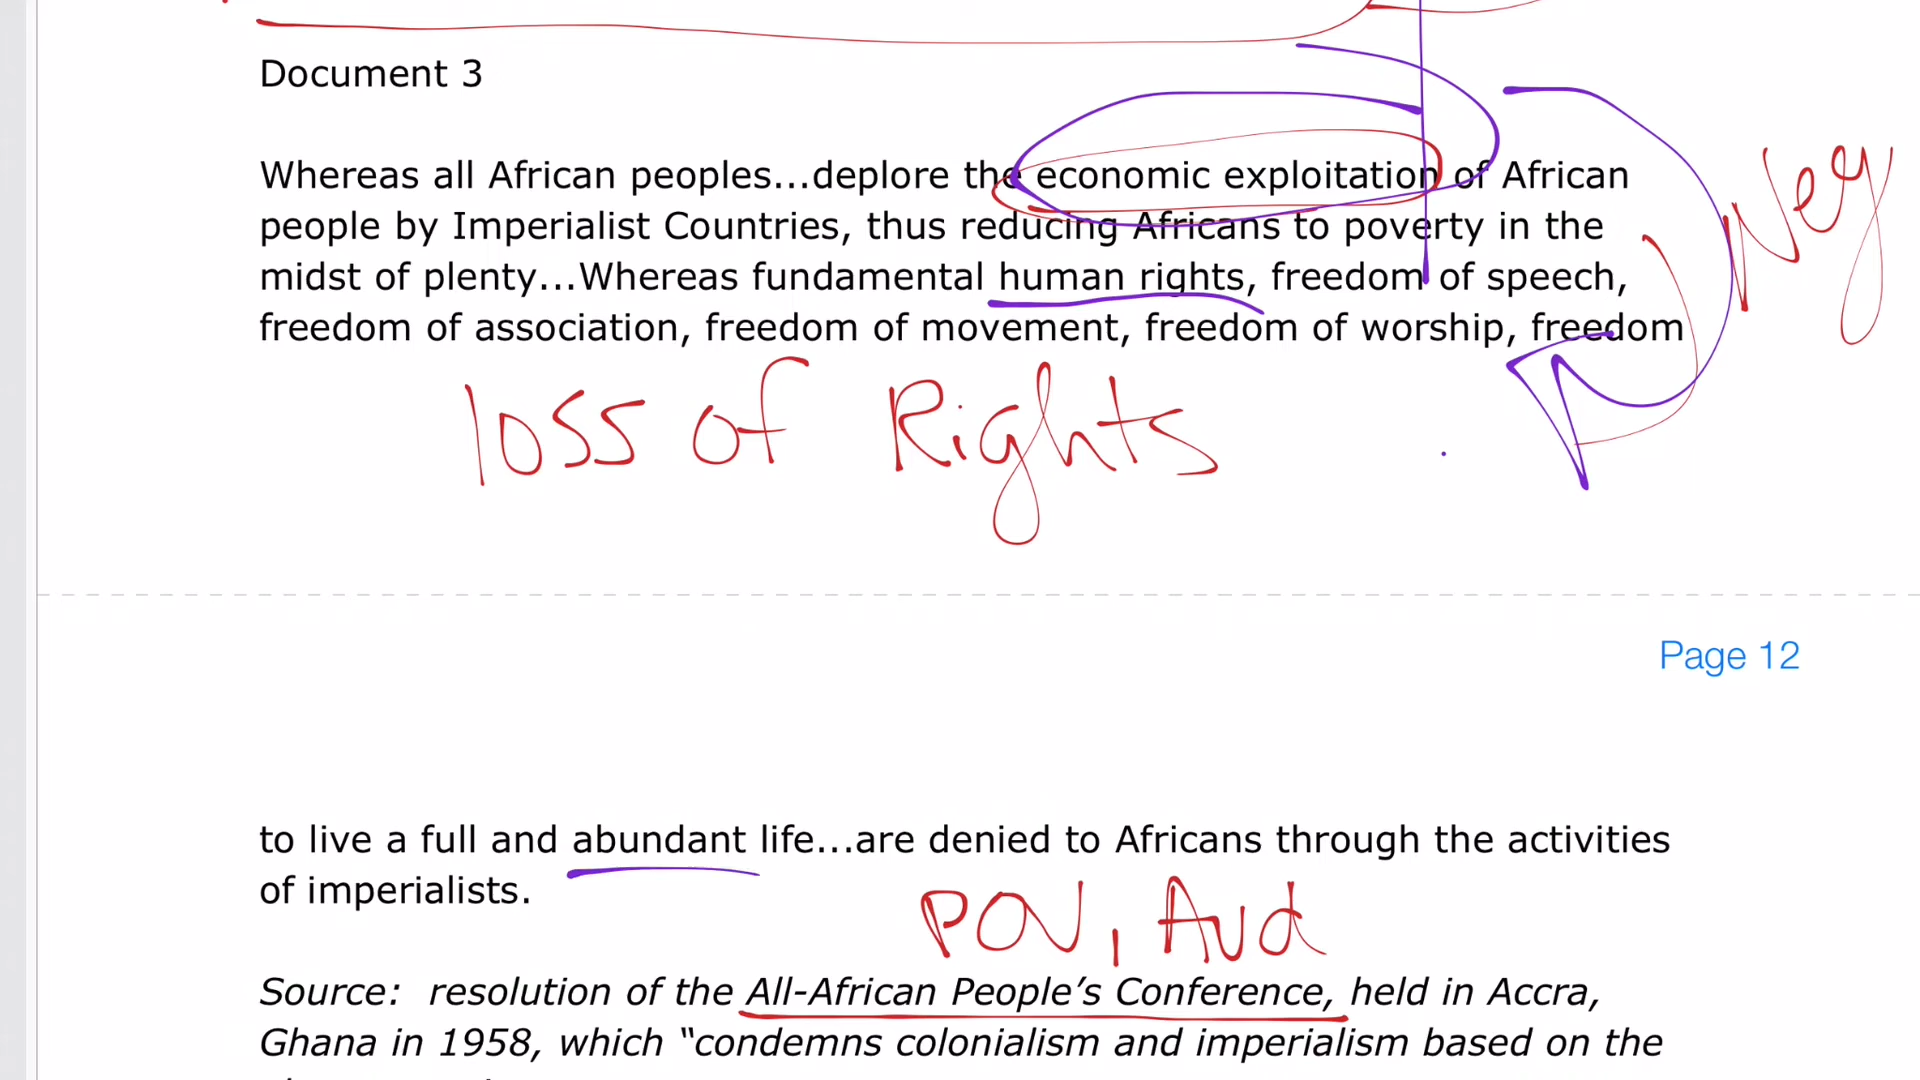 Document 3
Whereas all African peoples...deplore the economic exploitation of African
people by Imperialist Countries, thus reducing Africans to poverty in the
midst of plenty...Whereas fundamental human rights, freedom of speech,
freedom of association, freedom of movement, freedom of worship, freedom
Neg
loss of Rights
Page 12
to live a full and abundant life...are denied to Africans through the activities
of imperialists.
POV, Aud
Source: resolution of the All-African People’s Conference, held in Accra,
Ghana in 1958, which “condemns colonialism and imperialism based on the